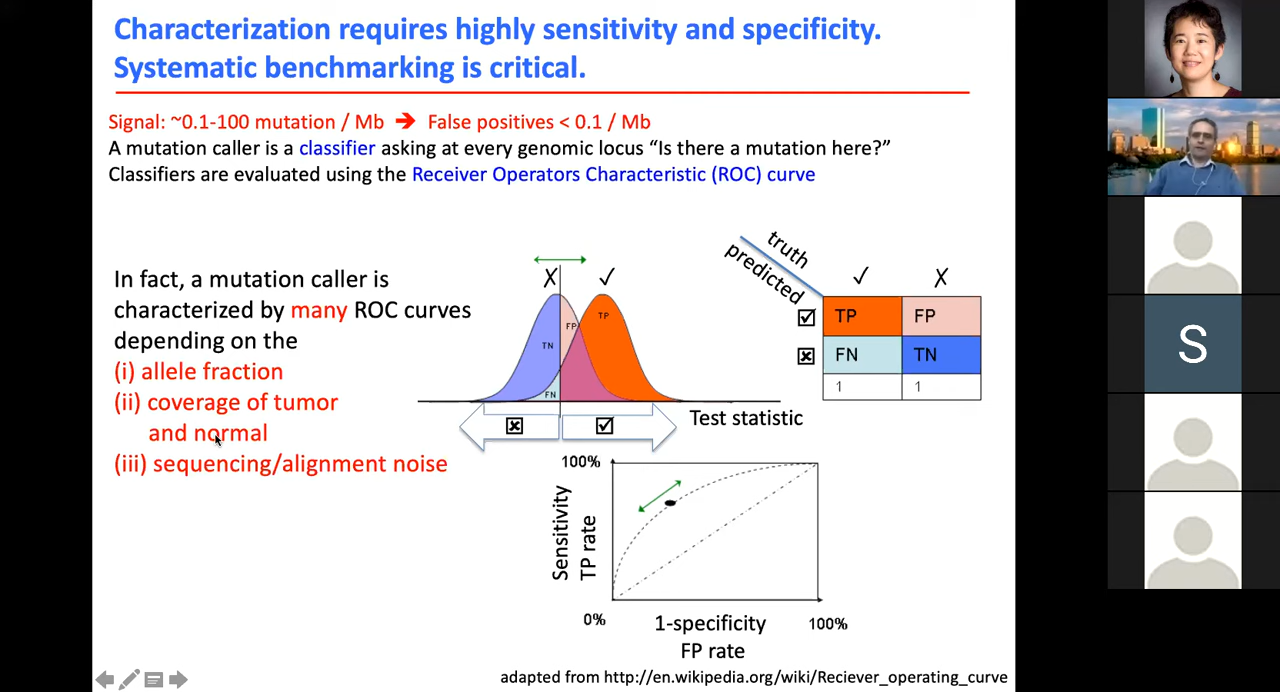 Characterization requires highly sensitivity and specificity.
Systematic benchmarking is critical.
Signal: ~0.1-100 mutation / Mb ➔ False positives < 0.1 / Mb
A mutation caller is a classifier asking at every genomic locus “Is there a mutation here?”
Classifiers are evaluated using the Receiver Operators Characteristic (ROC) curve
In fact, a mutation caller is
characterized by many ROC curves
depending on the
(i) allele fraction
(ii) coverage of tumor
and normal
(iii) sequencing/alignment noise
✗ ✓
TP
FP
TN
FN
Test statistic
truth
predicted
✓ ✗
TP FP
FN TN
1 1
100%
Sensitivity
TP rate
0% 100%
1-specificity
FP rate
adapted from http://en.wikipedia.org/wiki/Reciever_operating_curve
S